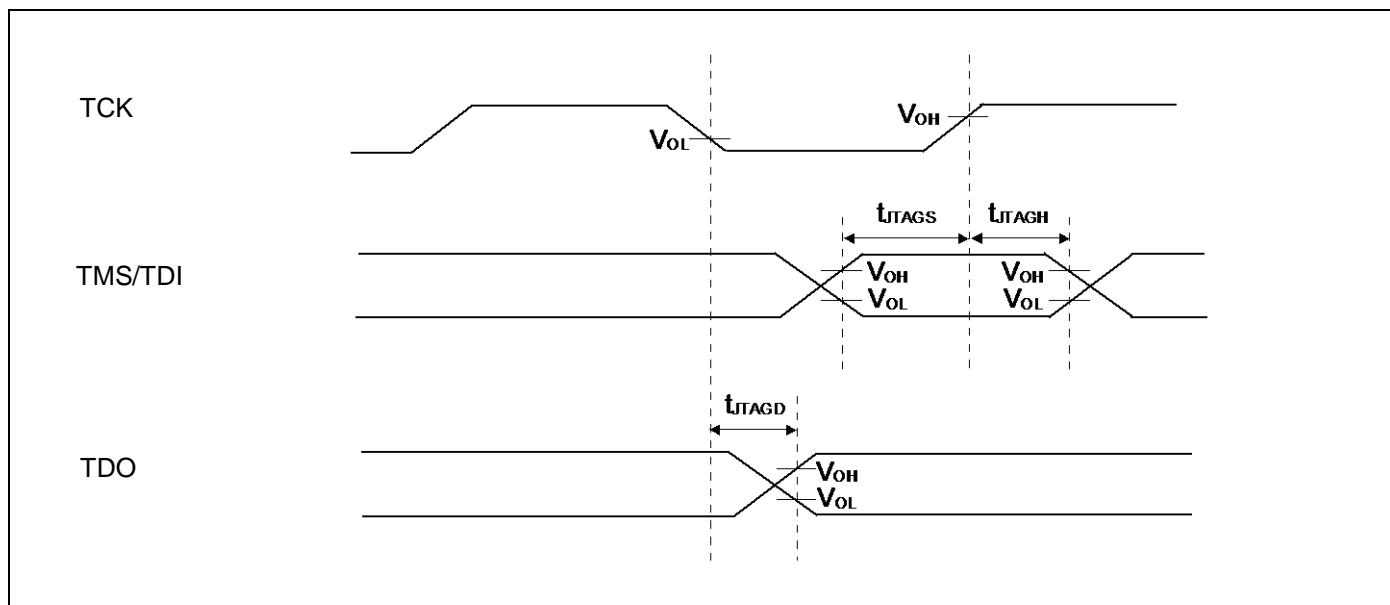 TCK
VOL
VOH
tJTAGS
tJTAGH
TMS/TDI
VOH
VOH
VOL
VOL
tJTAGD
TDO
VOH
VOL